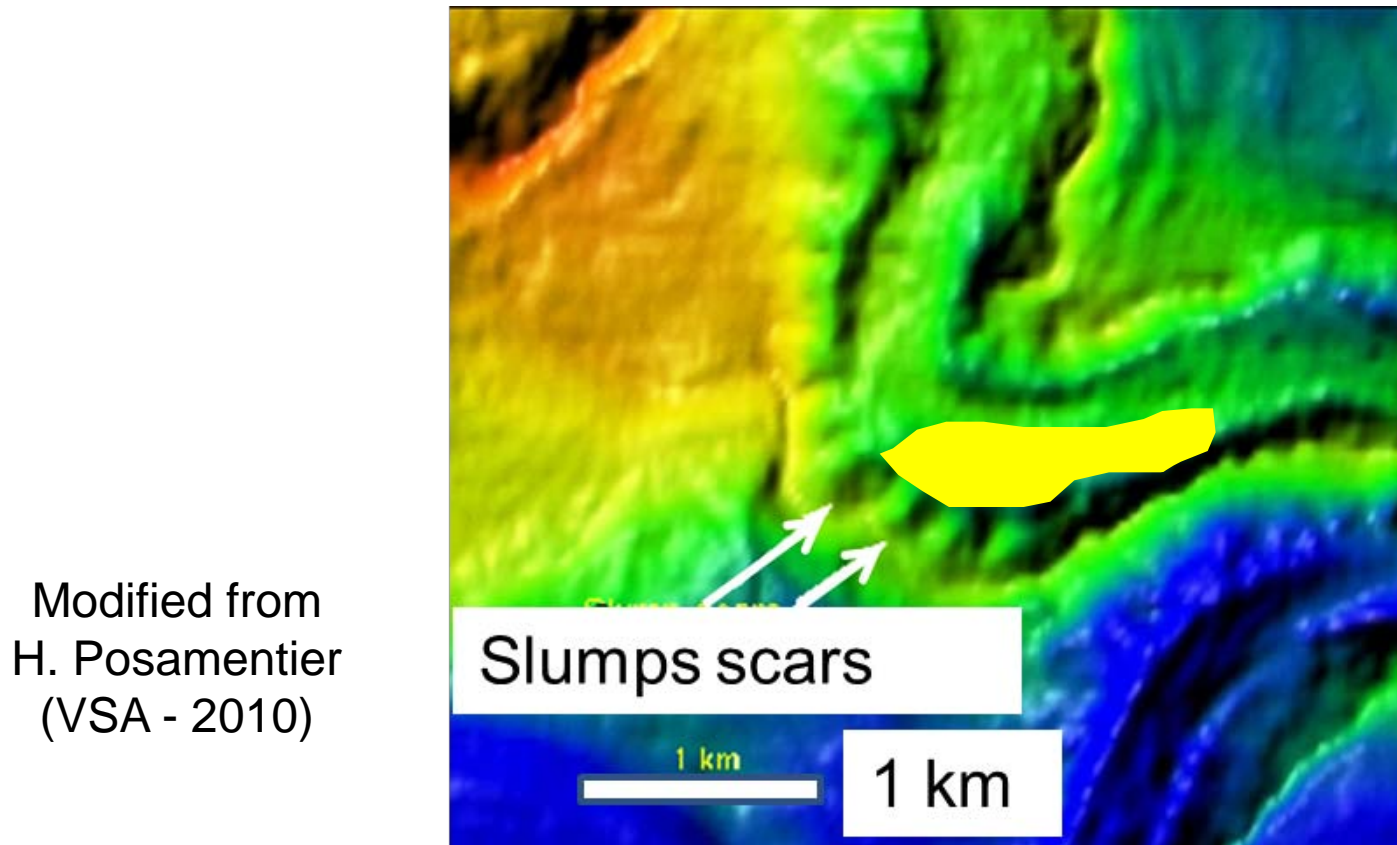 Modified from
H. Posamentier
(VSA - 2010)
Slumps scars
1 km
1 km